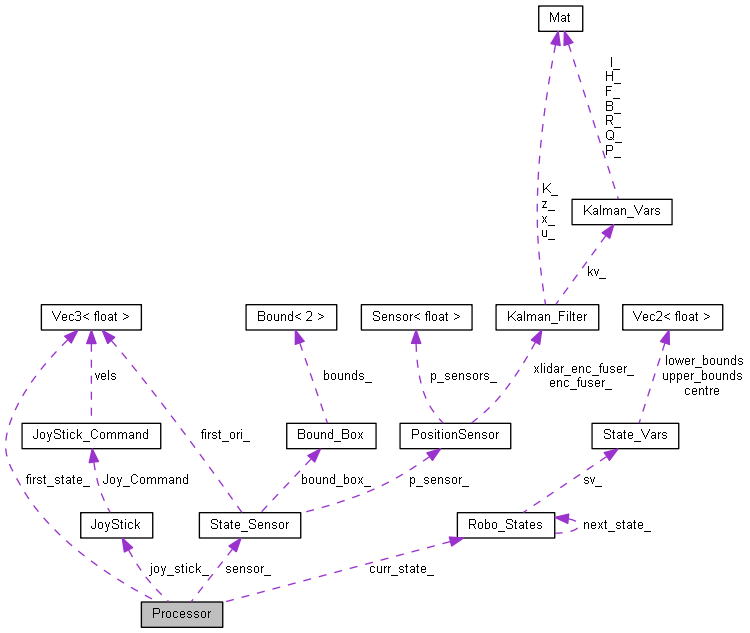 Mat
I_
H_
F_
B_
R_
Q_
P_
K_
z_
x_
u_
Kalman_Vars
kv_
Vec3< float >
Bound< 2 >
Sensor< float >
Kalman_Filter
Vec2< float >
vels
bounds_
p_sensors_
xlidar_enc_fuser_
enc_fuser_
lower_bounds
upper_bounds
centre
JoyStick_Command
first_ori_
Bound_Box
PositionSensor
State_Vars
first_state_
Joy_Command
bound_box_
p_sensor_
sv_
JoyStick
State_Sensor
Robo_States
next_state_
joy_stick_
sensor_
curr_state_
Processor